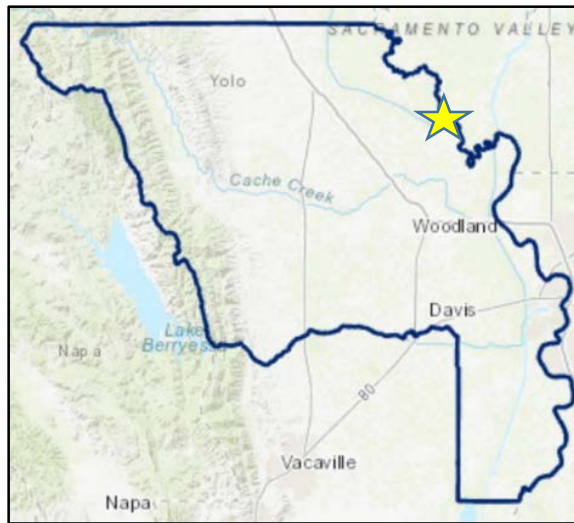 SACRAMENTO VALLEY
Yolo
Cache Creek
Woodland
Davis
Lake
Berryessa
Napa
80
Vacaville
Napa